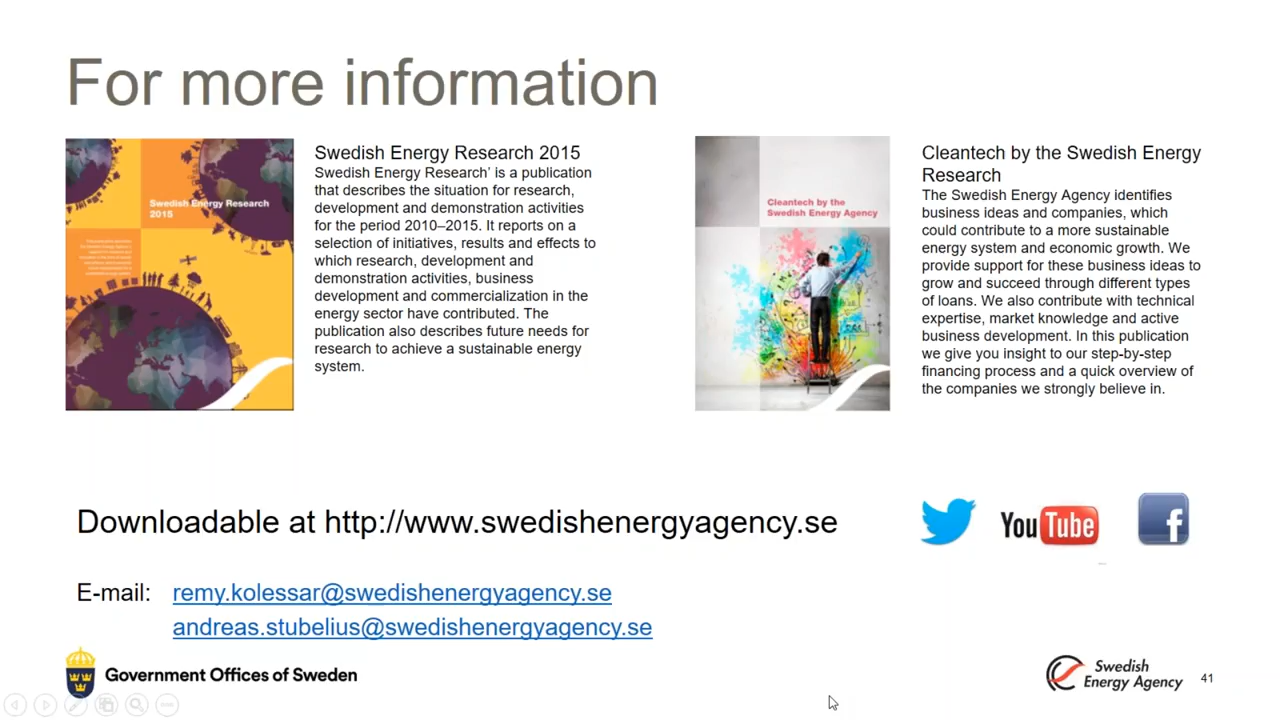 For more information
Swedish Energy Research
2015
Swedish Energy Research 2015
Swedish Energy Research’ is a publication
that describes the situation for research,
development and demonstration activities
for the period 2010–2015. It reports on a
selection of initiatives, results and effects to
which research, development and
demonstration activities, business
development and commercialization in the
energy sector have contributed. The
publication also describes future needs for
research to achieve a sustainable energy
system.
Cleantech by the
Swedish Energy Agency
Cleantech by the Swedish Energy
Research
The Swedish Energy Agency identifies
business ideas and companies, which
could contribute to a more sustainable
energy system and economic growth. We
provide support for these business ideas to
grow and succeed through different types
of loans. We also contribute with technical
expertise, market knowledge and active
business development. In this publication
we give you insight to our step-by-step
financing process and a quick overview of
the companies we strongly believe in.
Downloadable at http://www.swedishenergyagency.se
You Tube
f
E-mail: remy.kolessar@swedishenergyagency.se
andreas.stubelius@swedishenergyagency.se
Government Offices of Sweden
Swedish
Energy Agency
41